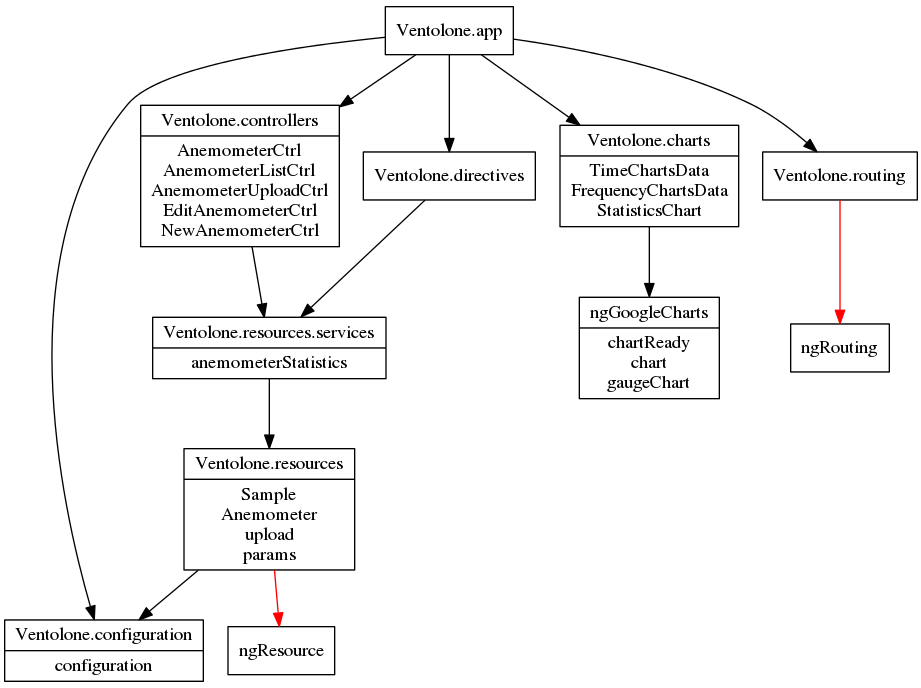 Ventolone.app
Ventolone.controllers
AnemometerCtrl
AnemometerListCtrl
AnemometerUploadCtrl
EditAnemometerCtrl
NewAnemometerCtrl
Ventolone.directives
Ventolone.charts
TimeChartsData
FrequencyChartsData
StatisticsChart
Ventolone.routing
Ventolone.resources.services
anemometerStatistics
ngGoogleCharts
chartReady
chart
gaugeChart
ngRouting
Ventolone.resources
Sample
Anemometer
upload
params
Ventolone.configuration
configuration
ngResource